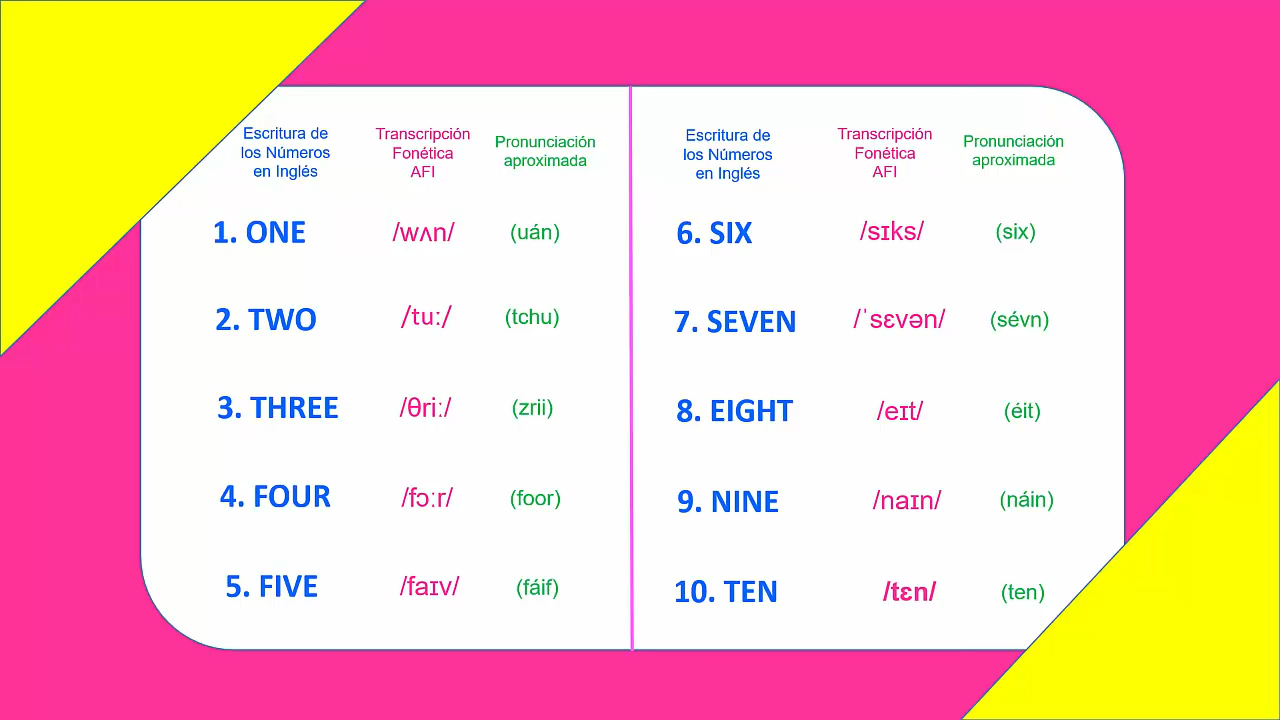 Escritura de
los Números
en Inglés
Transcripción
Fonética
AFI
Pronunciación
aproximada
1. ONE /wʌn/ (uán)
2. TWO /tuː/ (tchu)
3. THREE /θriː/ (zrii)
4. FOUR /fɔːr/ (foor)
5. FIVE /faɪv/ (fáif)
Escritura de
los Números
en Inglés
Transcripción
Fonética
AFI
Pronunciación
aproximada
6. SIX /sɪks/ (six)
7. SEVEN /ˈsɛvən/ (sévn)
8. EIGHT /eɪt/ (éit)
9. NINE /naɪn/ (náin)
10. TEN /tɛn/ (ten)